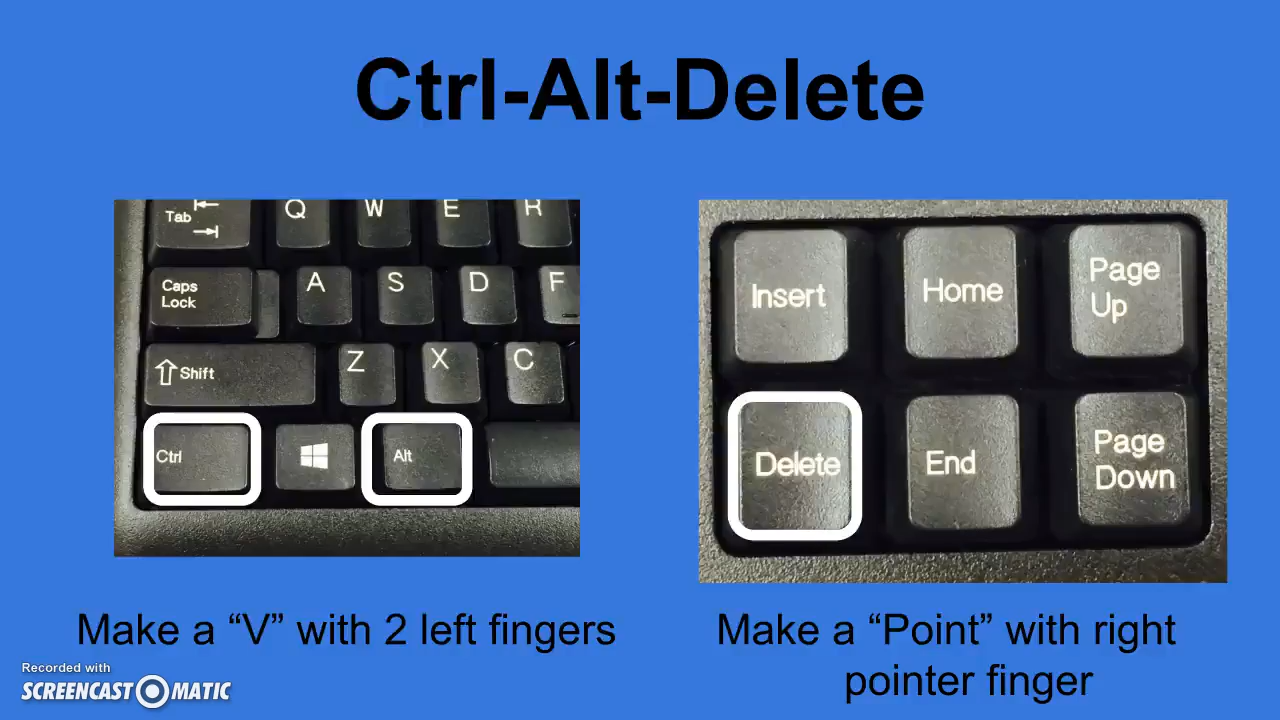 Ctrl-Alt-Delete
Tab
Q W E R
Caps
Lock
A S D F
Shift
Z X C
Ctrl
Alt
Insert
Home
Page
Up
Delete
End
Page
Down
Make a “V” with 2 left fingers
Make a “Point” with right
pointer finger
Recorded with
SCREENCAST-O-MATIC